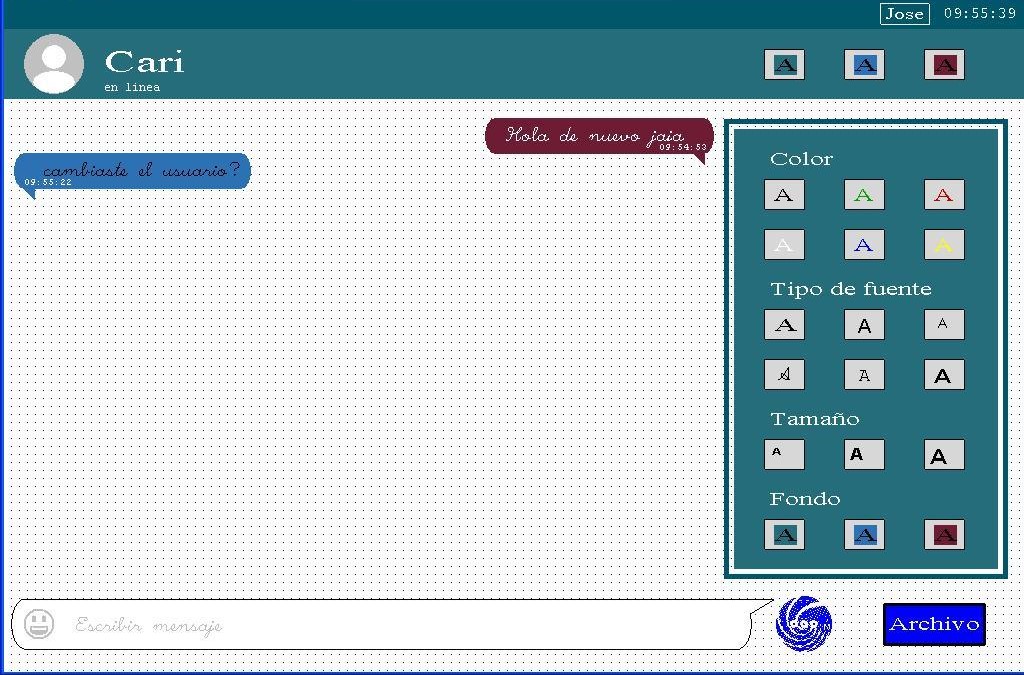 Jose 09:55:39
Cari
en linea
A A A
Hola de nuevo jaja
09:54:53
cambiaste el usuario?
09:55:22
Color
A A A
A A A
Tipo de fuente
A A A
A A A
Tamaño
A A A
Fondo
A A A
Escribir mensaje
Archivo